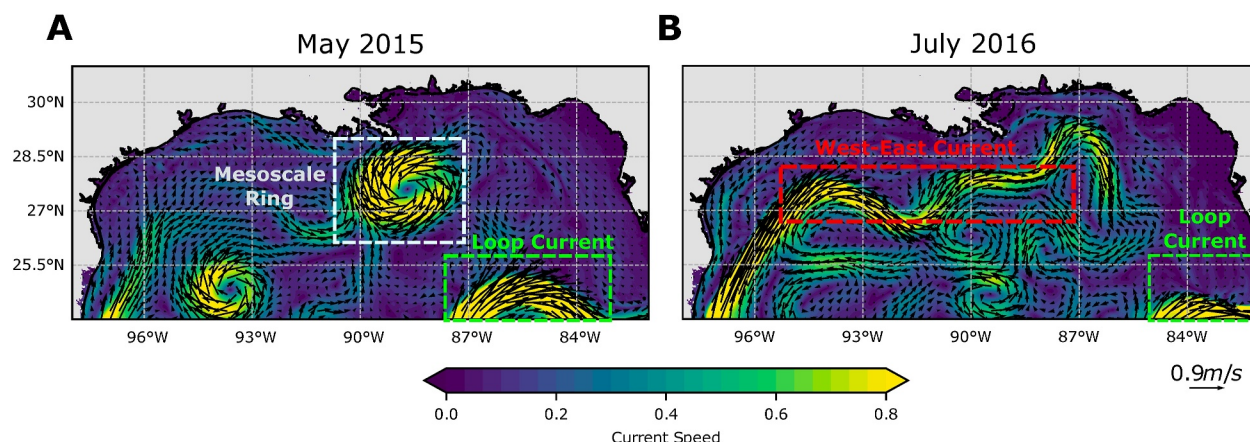 A
May 2015
30°N
28.5°N
27°N
25.5°N
96°W
93°W
90°W
87°W
84°W
Mesoscale
Ring
Loop Current
B
July 2016
West-East Current
Loop
Current
96°W
93°W
90°W
87°W
84°W
0.0
0.2
0.4
0.6
0.8
Current Speed
0.9m/s